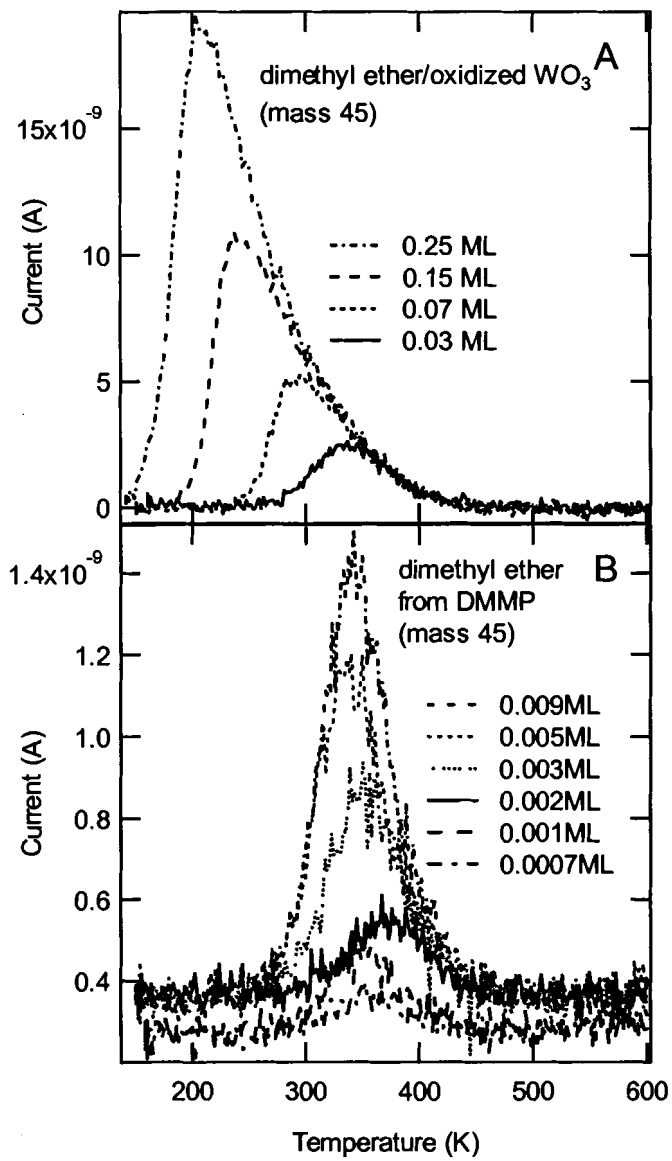 A
dimethyl ether/oxidized WO₃
(mass 45)
15x10⁻⁹
10
5
0
Current (A)
0.25 ML
0.15 ML
0.07 ML
0.03 ML
B
dimethyl ether
from DMMP
(mass 45)
1.4x10⁻⁹
1.2
1.0
0.8
0.6
0.4
Current (A)
0.009ML
0.005ML
0.003ML
0.002ML
0.001ML
0.0007ML
200
300
400
500
600
Temperature (K)